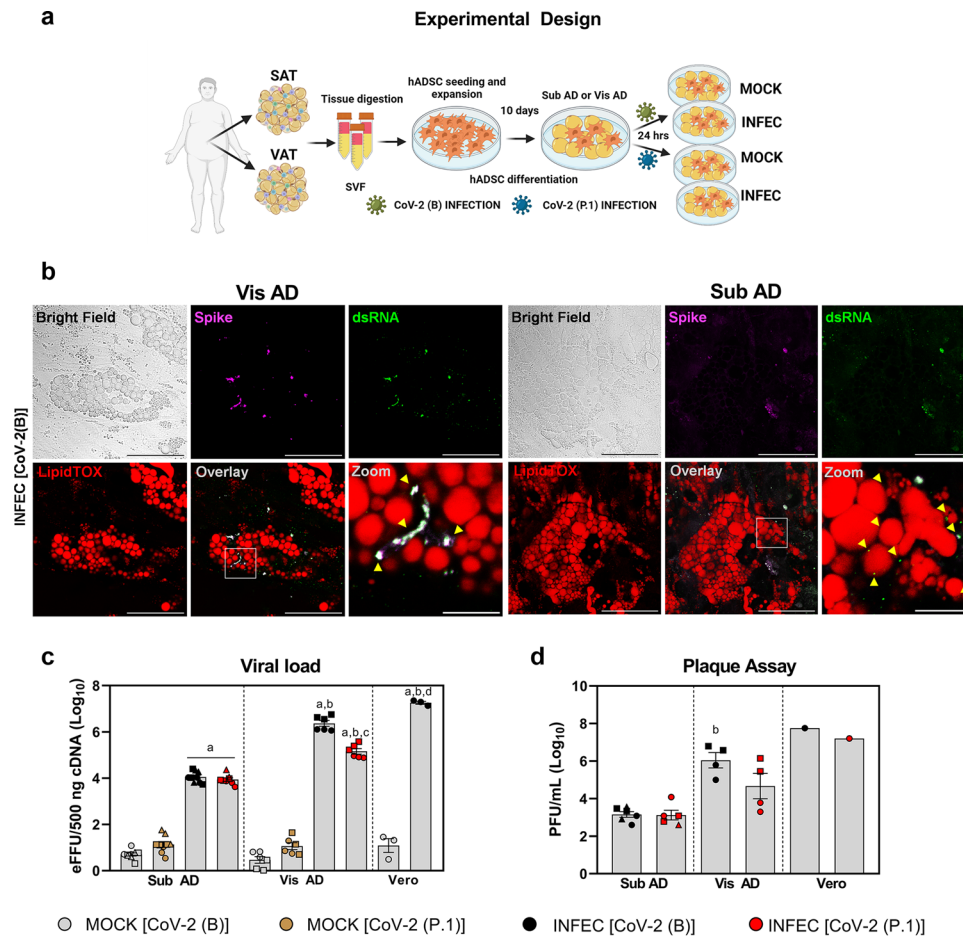 a
Experimental Design
SAT
VAT
Tissue digestion
SVF
hADSC seeding and
expansion
10 days
Sub AD or Vis AD
24 hrs
MOCK
INFEC
MOCK
INFEC
hADSC differentiation
CoV-2 (B) INFECTION
CoV-2 (P.1) INFECTION
b
Vis AD
Sub AD
INFEC [CoV-2(B)]
Bright Field
Spike
dsRNA
Bright Field
Spike
dsRNA
LipidTOX
Overlay
Zoom
LipidTOX
Overlay
Zoom
c
Viral load
eFFU/500 ng cDNA (Log10)
8
6
4
2
0
a
a,b
a,b,c
a,b,d
Sub AD
Vis AD
Vero
d
Plaque Assay
PFU/mL (Log10)
10
8
6
4
2
0
b
Sub AD
Vis AD
Vero
MOCK [CoV-2 (B)]
MOCK [CoV-2 (P.1)]
INFEC [CoV-2 (B)]
INFEC [CoV-2 (P.1)]